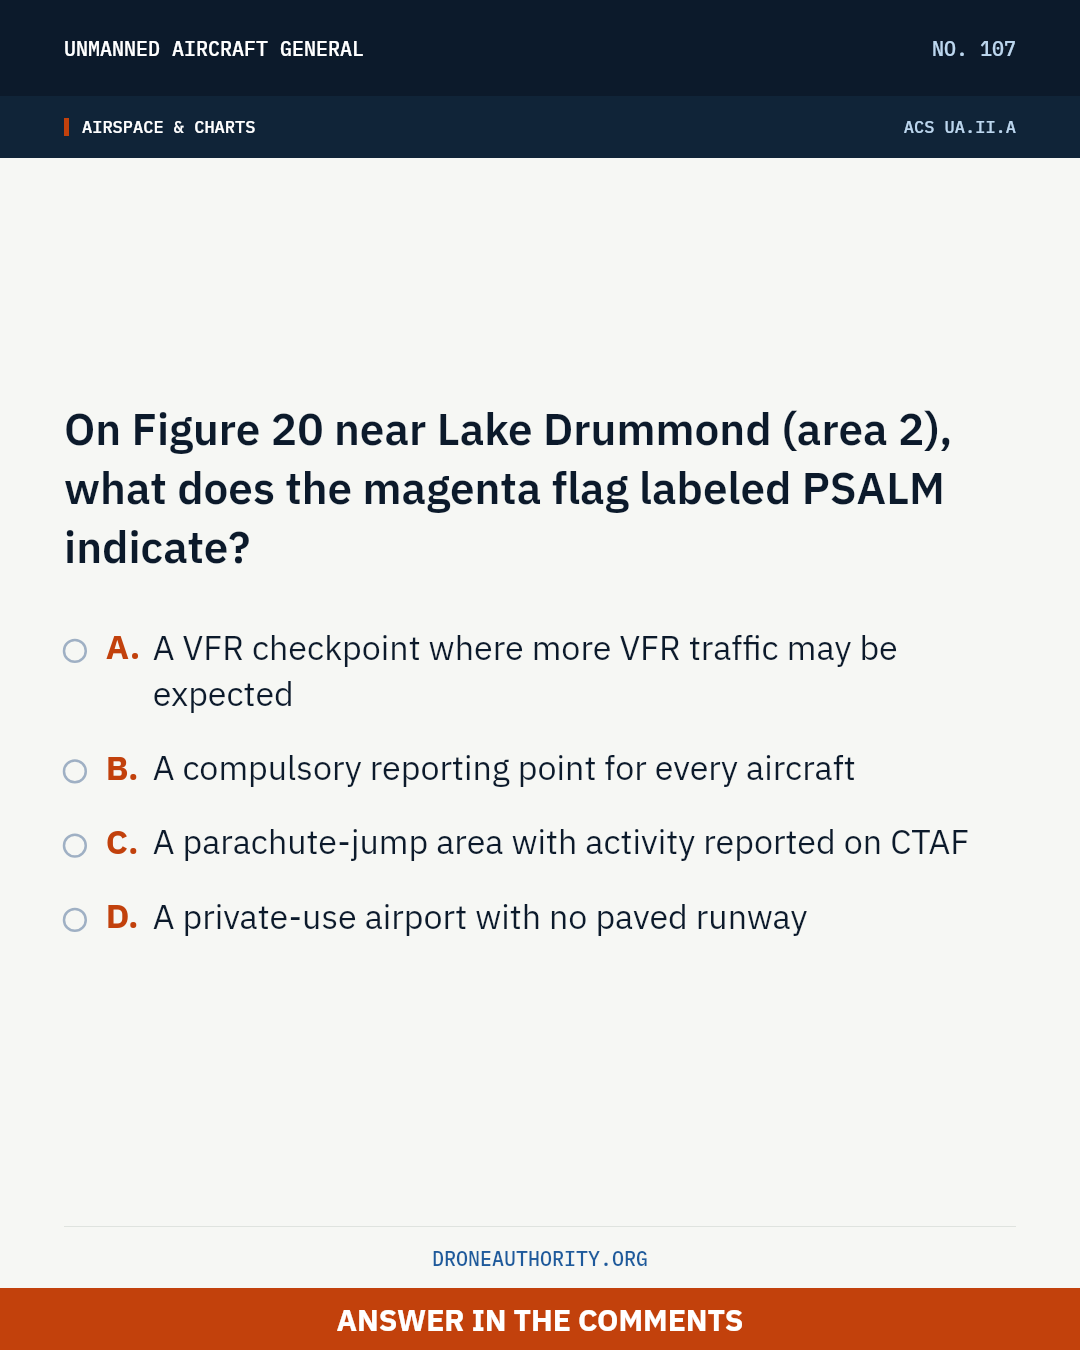 UNMANNED AIRCRAFT GENERAL
NO. 107
AIRSPACE & CHARTS
ACS UA.II.A
On Figure 20 near Lake Drummond (area 2),
what does the magenta flag labeled PSALM
indicate?
A. A VFR checkpoint where more VFR traffic may be
expected
B. A compulsory reporting point for every aircraft
C. A parachute-jump area with activity reported on CTAF
D. A private-use airport with no paved runway
DRONEAUTHORITY.ORG
ANSWER IN THE COMMENTS